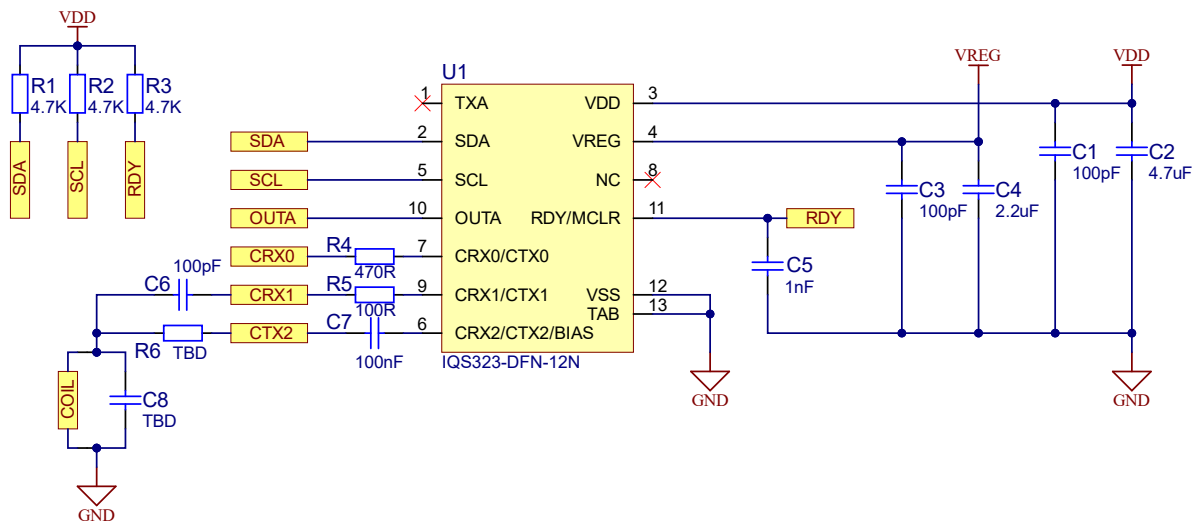 VDD
R1
4.7K
R2
4.7K
R3
4.7K
SDA
SCL
RDY
U1
1
TXA
2
SDA
SDA
5
SCL
SCL
10
OUTA
OUTA
7
CRX0
R4
470R
CRX0/CTX0
9
CRX1
R5
100R
CRX1/CTX1
6
CTX2
C7
100nF
CRX2/CTX2/BIAS
C6
100pF
R6
TBD
COIL
C8
TBD
GND
VDD
3
VREG
4
NC
8
RDY/MCLR
11
VSS
12
TAB
13
IQS323-DFN-12N
GND
RDY
C5
1nF
VREG
C3
100pF
C4
2.2uF
VDD
C1
100pF
C2
4.7uF
GND